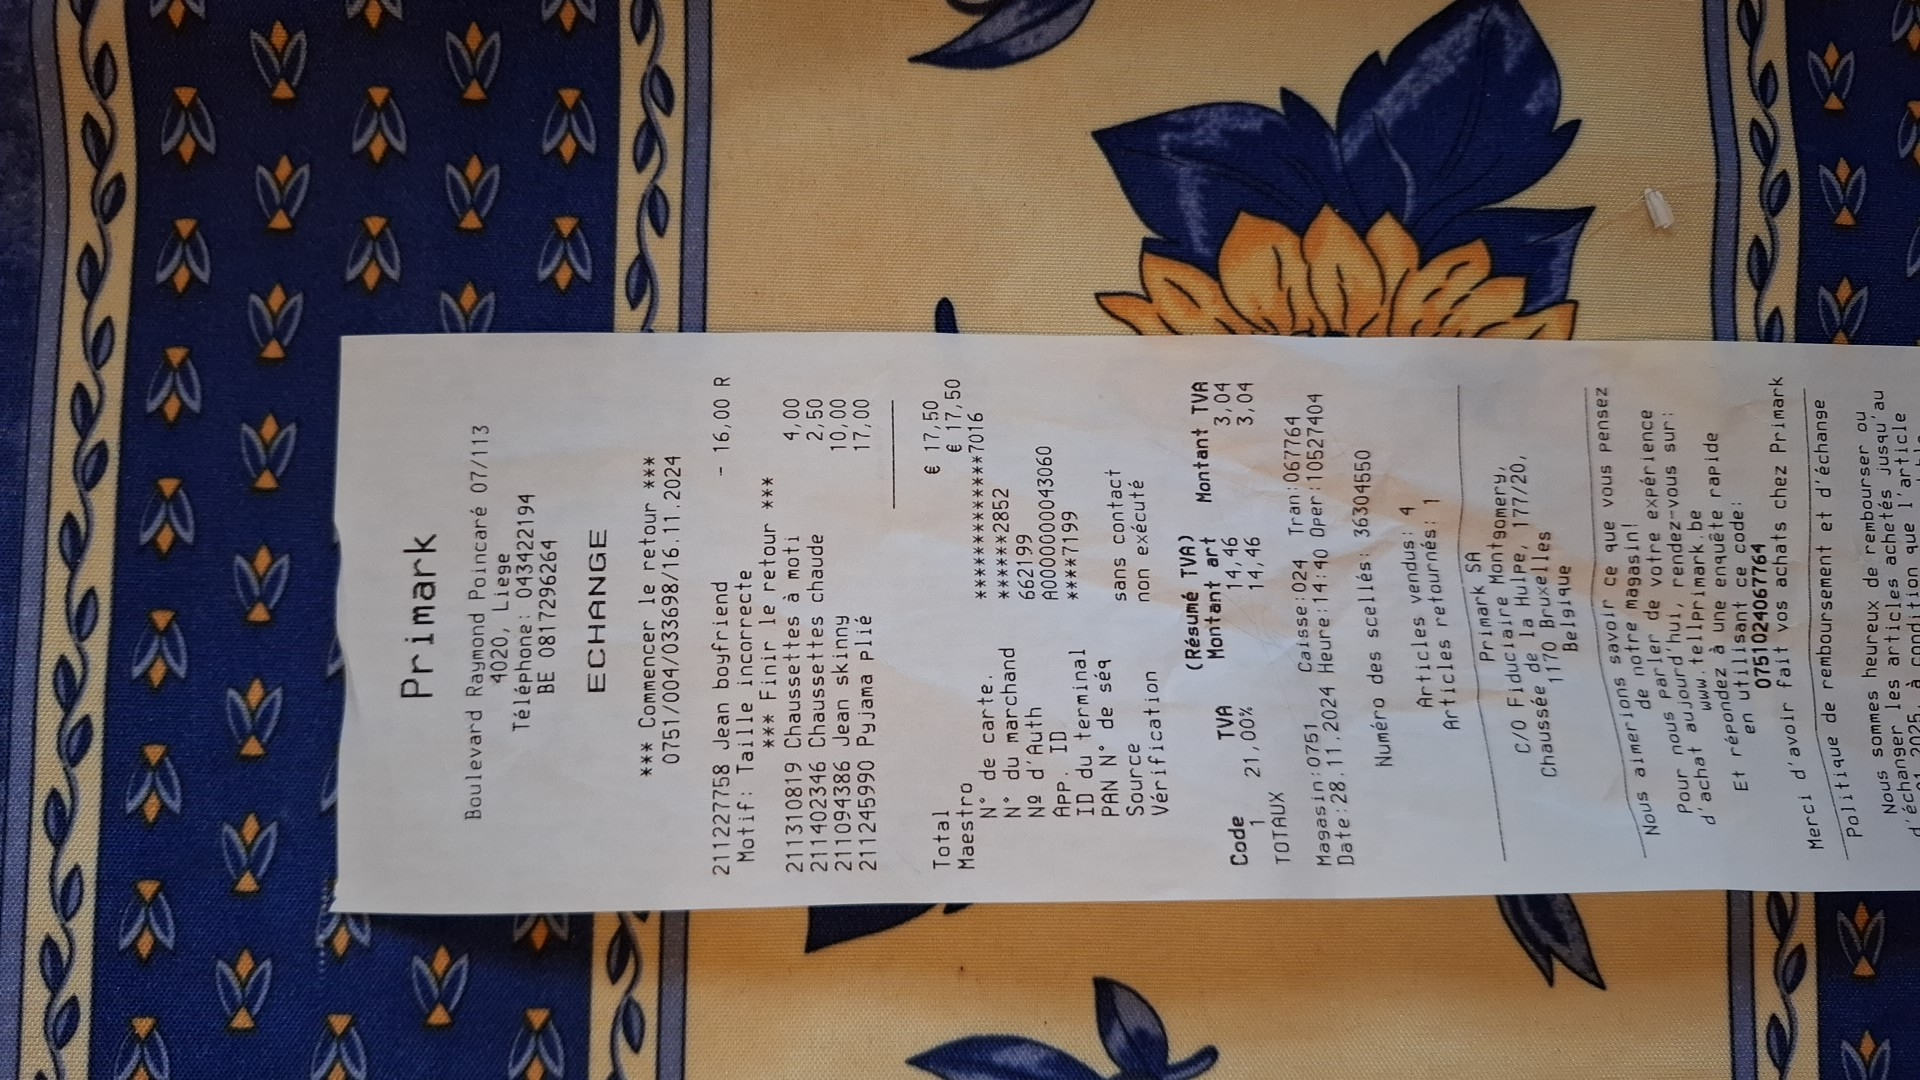 Primark
Boulevard Raymond Poincaré 07/113
4020, Liege
Téléphone: 043422194
BE 0817296264
ECHANGE
*** Commencer le retour ***
0751/004/033698/16.11.2024
211227758 Jean boyfriend - 16,00 R
Motif: Taille incorrecte
*** Finir le retour ***
211310819 Chaussettes à moti 4,00
211402346 Chaussettes chaude 2,50
211094386 Jean skinny 10,00
211245990 Pyjama plié 17,00
Total € 17,50
Maestro € 17,50
N° de carte. ************7016
N° du marchand ******2852
Nº d'Auth 662199
APP. ID A0000000043060
ID du terminal ****7199
PAN N° de séq
Source sans contact
Vérification non exécuté
(Résumé TVA)
Code TVA Montant art Montant TVA
1 21,00% 14,46 3,04
TOTAUX 14,46 3,04
Magasin:0751 Caisse:024 Tran:067764
Date:28.11.2024 Heure:14:40 Oper:10527404
Numéro des scellés: 36304550
Articles vendus: 4
Articles retournés: 1
Primark SA
C/O Fiduciaire Montgomery,
Chaussée de la Hulpe, 177/20,
1170 Bruxelles
Belgique
Nous aimerions savoir ce que vous pensez
de notre magasin!
Pour nous parler de votre expérience
d'achat aujourd'hui, rendez-vous sur:
www.tellprimark.be
Et répondez à une enquête rapide
en utilisant ce code:
0751024067764
Merci d'avoir fait vos achats chez Primark
Politique de remboursement et d'échange
Nous sommes heureux de rembourser ou
d'échanger les articles achetés jusqu'au
2025, à condition que l'article